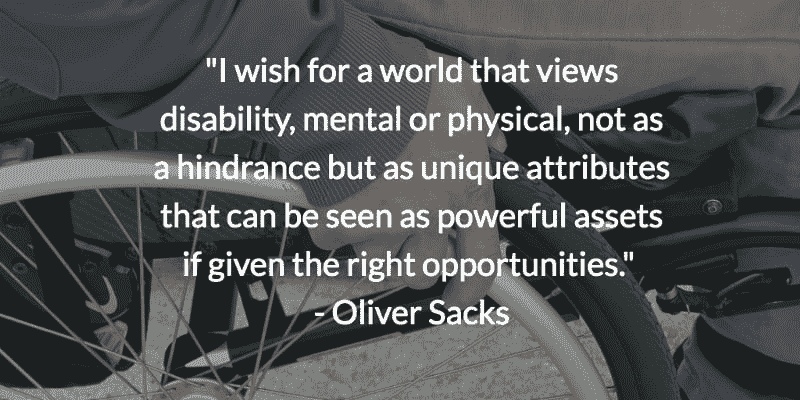 "I wish for a world that views
disability, mental or physical, not as
a hindrance but as unique attributes
that can be seen as powerful assets
if given the right opportunities."
- Oliver Sacks